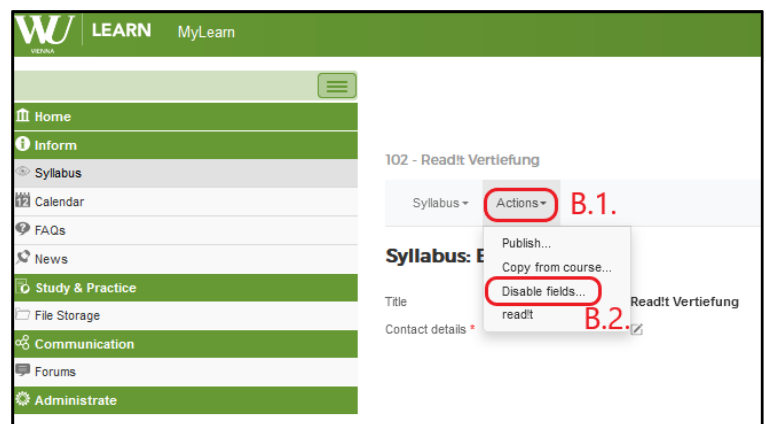 WU LEARN MyLearn
VIENNA
Home
Inform
Syllabus
12 Calendar
FAQs
News
Study & Practice
File Storage
Communication
Forums
Administrate
102 - Read!t Vertiefung
Syllabus Actions B.1.
Publish...
Copy from course...
Disable fields...
read!t
B.2.
Syllabus: E
Title Read!t Vertiefung
Contact details *